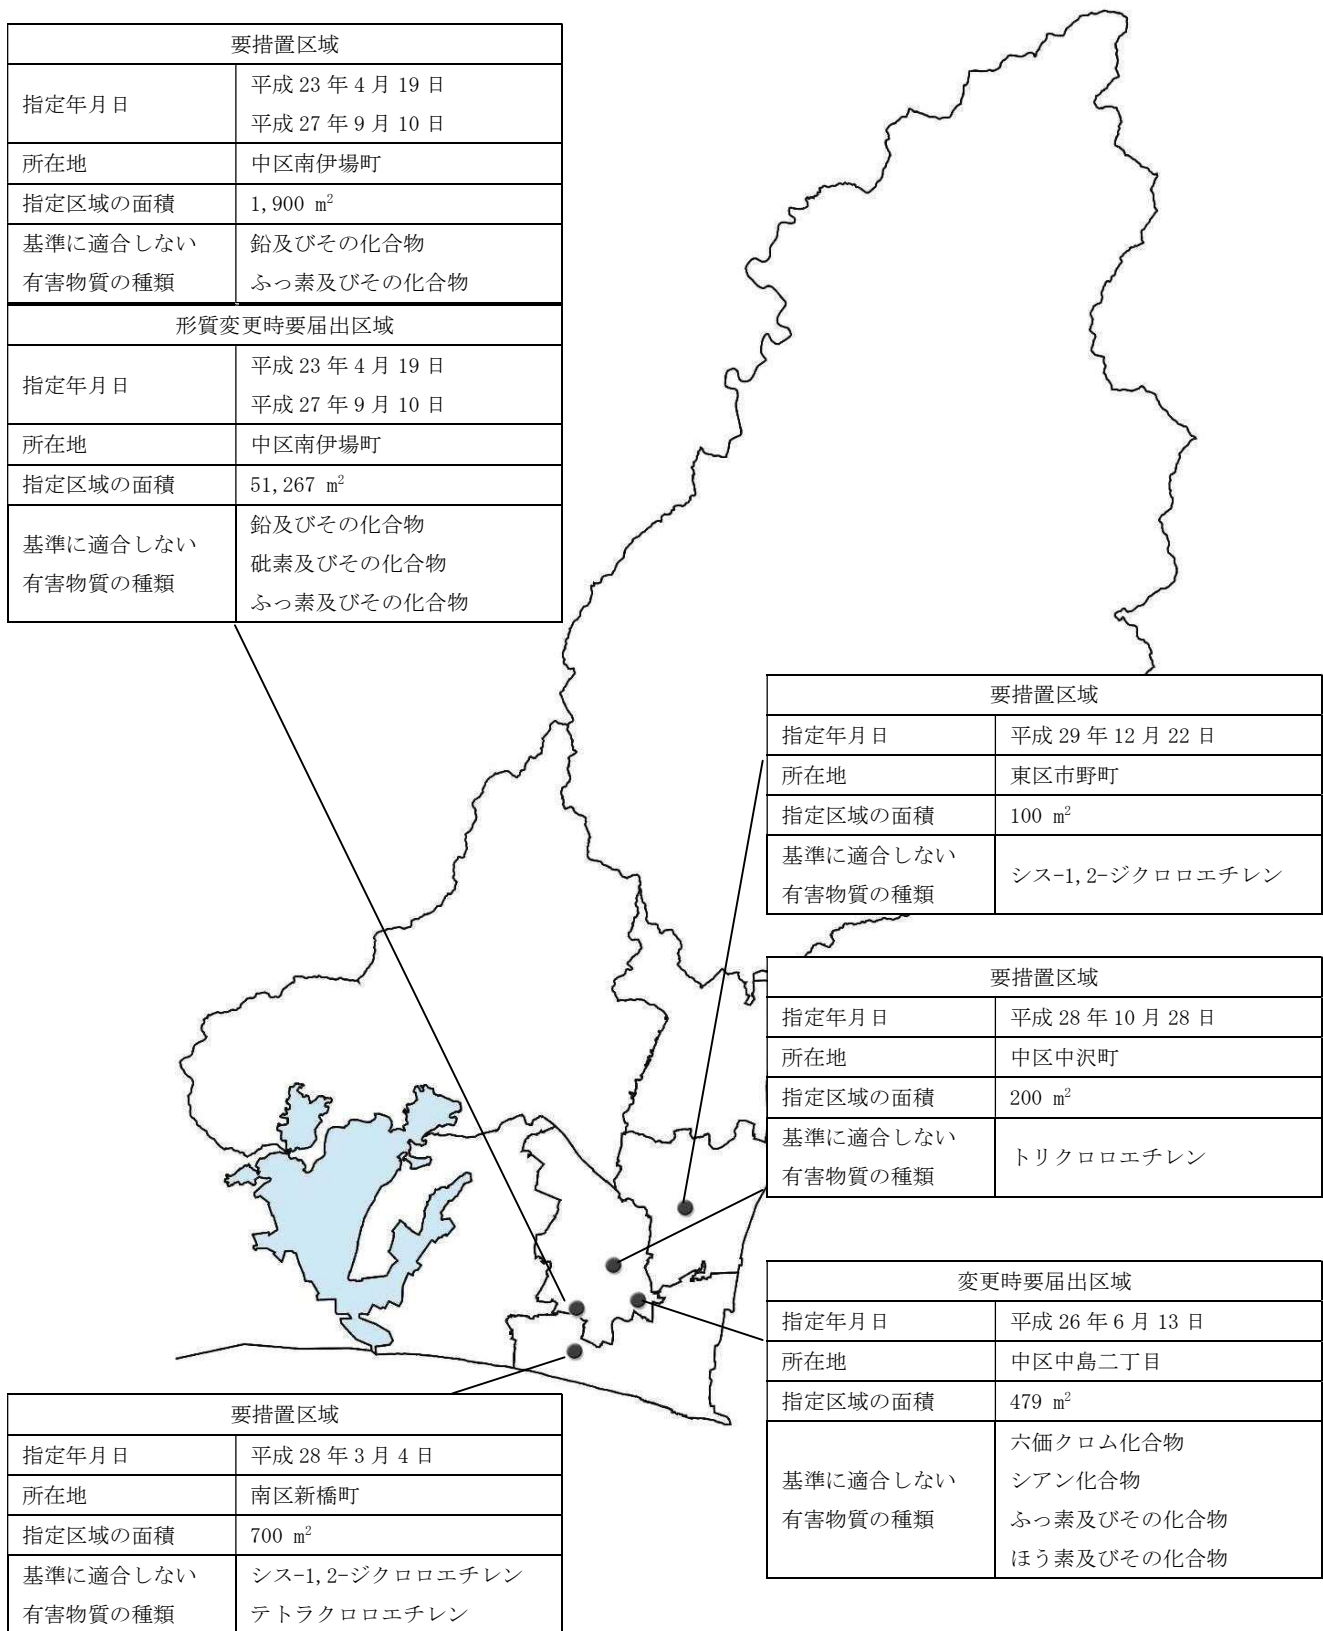 要措置区域
指定年月日
平成 23 年 4 月 19 日
平成 27 年 9 月 10 日
所在地
中区南伊場町
指定区域の面積
1,900 m²
基準に適合しない
有害物質の種類
鉛及びその化合物
ふっ素及びその化合物
形質変更時要届出区域
指定年月日
平成 23 年 4 月 19 日
平成 27 年 9 月 10 日
所在地
中区南伊場町
指定区域の面積
51,267 m²
基準に適合しない
有害物質の種類
鉛及びその化合物
砒素及びその化合物
ふっ素及びその化合物
要措置区域
指定年月日
平成 29 年 12 月 22 日
所在地
東区市野町
指定区域の面積
100 m²
基準に適合しない
有害物質の種類
シス-1,2-ジクロロエチレン
要措置区域
指定年月日
平成 28 年 10 月 28 日
所在地
中区中沢町
指定区域の面積
200 m²
基準に適合しない
有害物質の種類
トリクロロエチレン
変更時要届出区域
指定年月日
平成 26 年 6 月 13 日
所在地
中区中島二丁目
指定区域の面積
479 m²
基準に適合しない
有害物質の種類
六価クロム化合物
シアン化合物
ふっ素及びその化合物
ほう素及びその化合物
要措置区域
指定年月日
平成 28 年 3 月 4 日
所在地
南区新橋町
指定区域の面積
700 m²
基準に適合しない
有害物質の種類
シス-1,2-ジクロロエチレン
テトラクロロエチレン